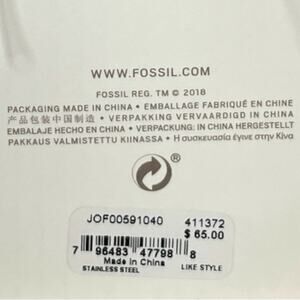 WWW.FOSSIL.COM
FOSSIL REG. TM © 2018
PACKAGING MADE IN CHINA • EMBALLAGE FABRIQUÉ EN CHINE
产品包装中国制造 • VERPAKKING VERVAARDIGD IN CHINA
EMBALAJE HECHO EN CHINA • VERPACKUNG: IN CHINA HERGESTELLT
PAKKAUS VALMISTETTU KIINASSA • Η συσκευασία έγινε στην Κίνα
JOF00591040 411372
$ 65.00
7 96483 47798 8
Made in China
STAINLESS STEEL LIKE STYLE